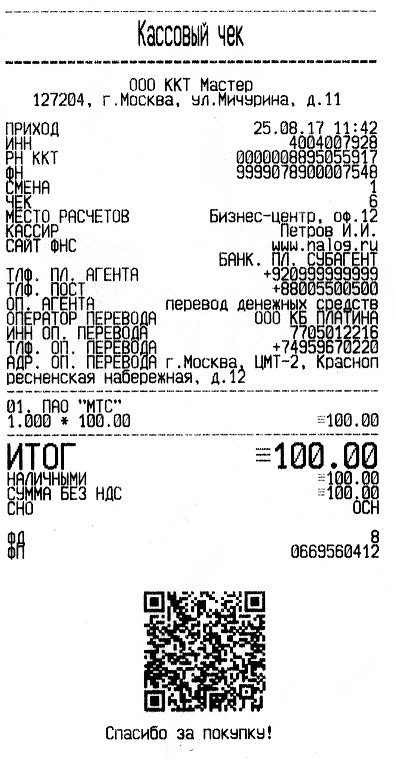 Кассовый чек
ООО ККТ Мастер
127204, г.Москва, ул.Мичурина, д.11
ПРИХОД 25.08.17 11:42
ИНН 4004007928
РН ККТ 0000008895055917
ФН 9999078900007548
СМЕНА 1
ЧЕК 6
МЕСТО РАСЧЕТОВ Бизнес-центр, оф.12
КАССИР Петров И.И.
САЙТ ФНС www.nalog.ru
БАНК. ПЛ. СУБАГЕНТ
ТЛФ. ПЛ. АГЕНТА +920999999999
ТЛФ. ПОСТ +88005500500
ОП. АГЕНТА перевод денежных средств
ОПЕРАТОР ПЕРЕВОДА ООО КБ ПЛАТИНА
ИНН ОП. ПЕРЕВОДА 7705012216
ТЛФ. ОП. ПЕРЕВОДА +74959670220
АДР. ОП. ПЕРЕВОДА г.Москва, ЦМТ-2, Красноп
ресненская набережная, д.12
01. ПАО "МТС"
1.000 * 100.00 =100.00
ИТОГ =100.00
НАЛИЧНЫМИ =100.00
СУММА БЕЗ НДС =100.00
СНО ОСН
ФД 8
ФП 0669560412
Спасибо за покупку!